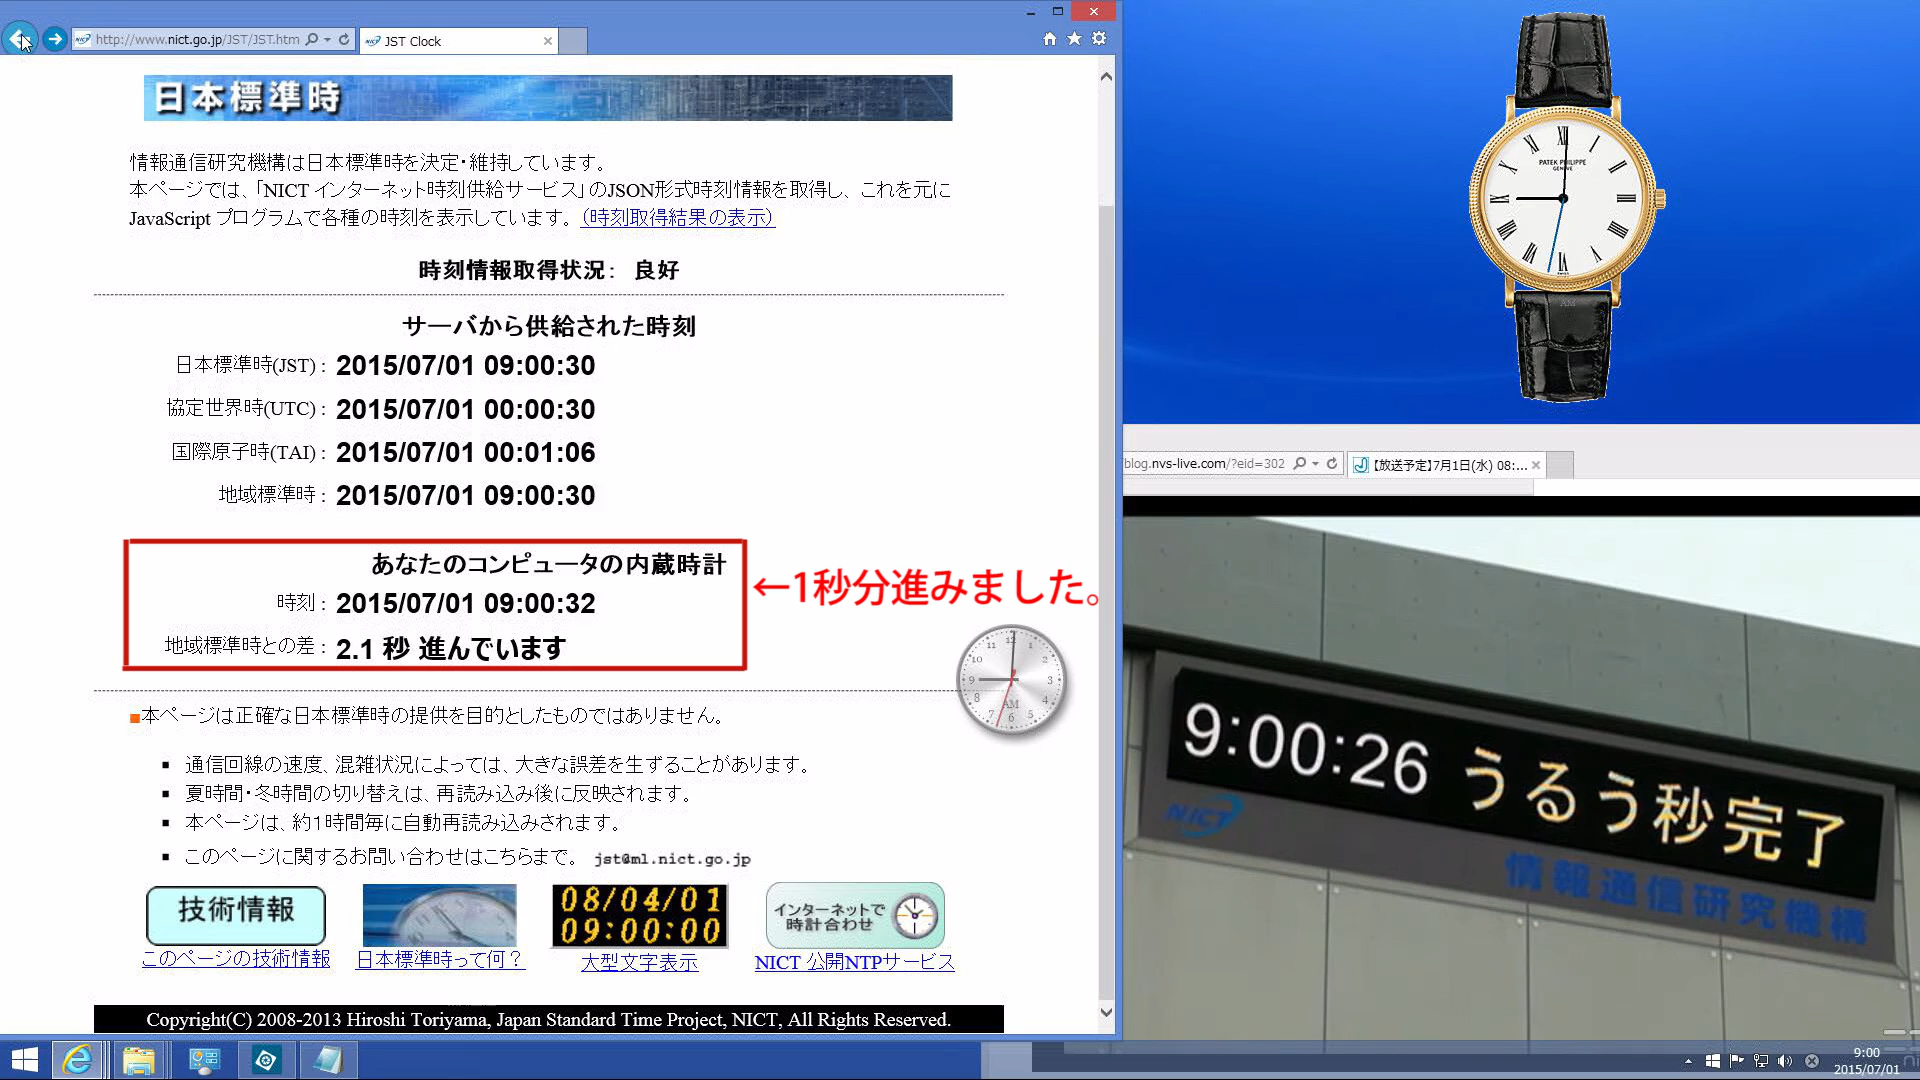 http://www.nict.go.jp/JST/JST.htm
JST Clock
日本標準時
情報通信研究機構は日本標準時を決定・維持しています。
本ページでは、「NICT インターネット時刻供給サービス」のJSON形式時刻情報を取得し、これを元に
JavaScript プログラムで各種の時刻を表示しています。（時刻取得結果の表示）
時刻情報取得状況： 良好
サーバから供給された時刻
日本標準時(JST) : 2015/07/01 09:00:30
協定世界時(UTC) : 2015/07/01 00:00:30
国際原子時(TAI) : 2015/07/01 00:01:06
地域標準時 : 2015/07/01 09:00:30
あなたのコンピュータの内蔵時計
時刻 : 2015/07/01 09:00:32
地域標準時との差 : 2.1 秒 進んでいます
←1秒分進みました。
12 1 2 3 4 5 6 7 8 9 10 11
AM
本ページは正確な日本標準時の提供を目的としたものではありません。
通信回線の速度、混雑状況によっては、大きな誤差を生ずることがあります。
夏時間・冬時間の切り替えは、再読み込み後に反映されます。
本ページは、約１時間毎に自動再読み込みされます。
このページに関するお問い合わせはこちらまで。 jst@ml.nict.go.jp
技術情報
このページの技術情報
日本標準時って何？
08/04/01
09:00:00
大型文字表示
インターネットで
時計合わせ
NICT 公開NTPサービス
Copyright(C) 2008-2013 Hiroshi Toriyama, Japan Standard Time Project, NICT, All Rights Reserved.
PATEK PHILIPPE
GENEVE
AM
blog.nvs-live.com/?eid=302
【放送予定】7月1日(水) 08:...
9:00:26 うるう秒完了
NICT
情報通信研究機構
9:00
2015/07/01